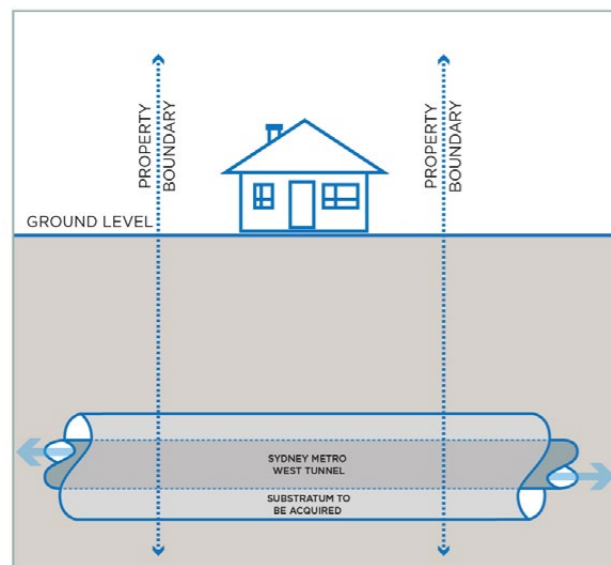 PROPERTY
BOUNDARY
PROPERTY
BOUNDARY
GROUND LEVEL
SYDNEY METRO
WEST TUNNEL
SUBSTRATUM TO
BE ACQUIRED